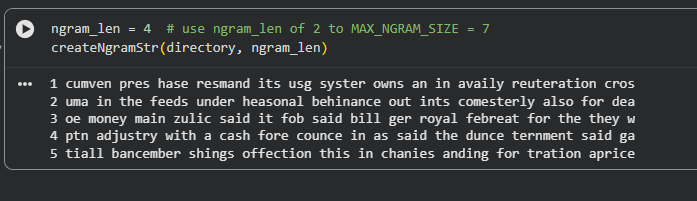 ngram_len = 4  # use ngram_len of 2 to MAX_NGRAM_SIZE = 7
createNgramStr(directory, ngram_len)
1 cumven pres hase resmand its usg syster owns an in availy reuteration cros
2 uma in the feeds under heasonal behinance out ints comesterly also for dea
3 oe money main zulic said it fob said bill ger royal febreat for the they w
4 ptn adjustry with a cash fore counce in as said the dunce ternment said ga
5 tiall bancember shings offection this in chanies anding for tration aprice